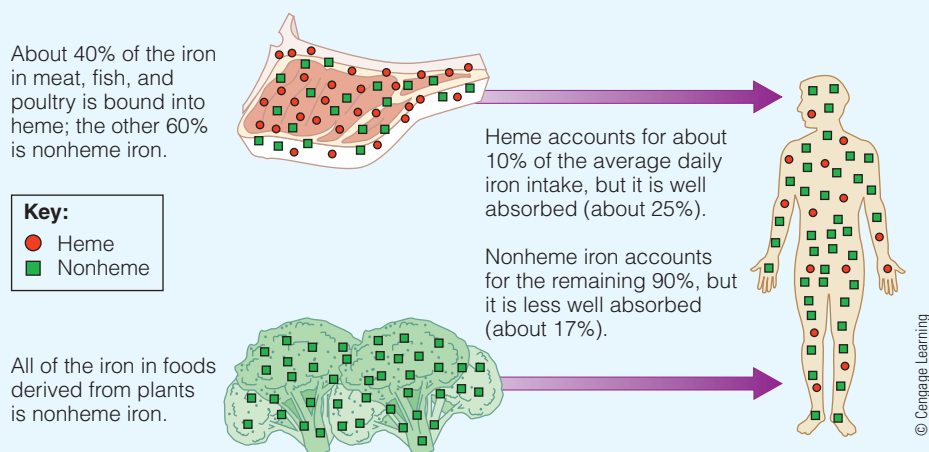 About 40% of the iron
in meat, fish, and
poultry is bound into
heme; the other 60%
is nonheme iron.
Key:
Heme
Nonheme
Heme accounts for about
10% of the average daily
iron intake, but it is well
absorbed (about 25%).
Nonheme iron accounts
for the remaining 90%, but
it is less well absorbed
(about 17%).
All of the iron in foods
derived from plants
is nonheme iron.
© Cengage Learning